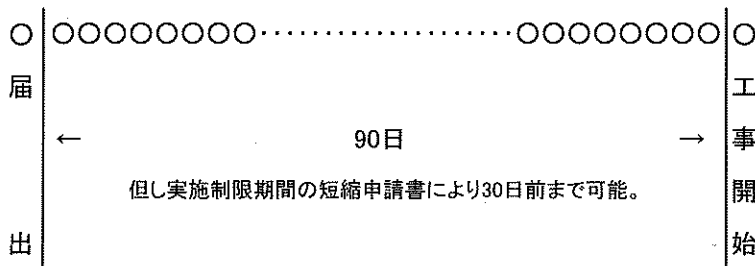 ○ ○○○○○○○○‥‥‥‥‥‥‥‥‥‥○○○○○○○○ ○
届出
← 90日 →
但し実施制限期間の短縮申請書により30日前まで可能。
工事開始